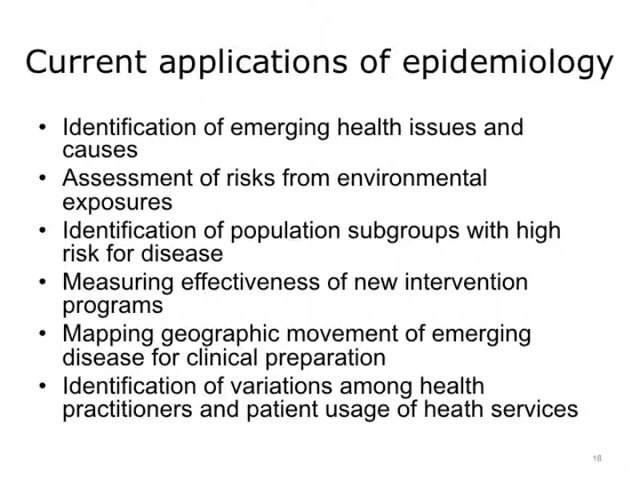 Current applications of epidemiology
• Identification of emerging health issues and
causes
• Assessment of risks from environmental
exposures
• Identification of population subgroups with high
risk for disease
• Measuring effectiveness of new intervention
programs
• Mapping geographic movement of emerging
disease for clinical preparation
• Identification of variations among health
practitioners and patient usage of heath services
18